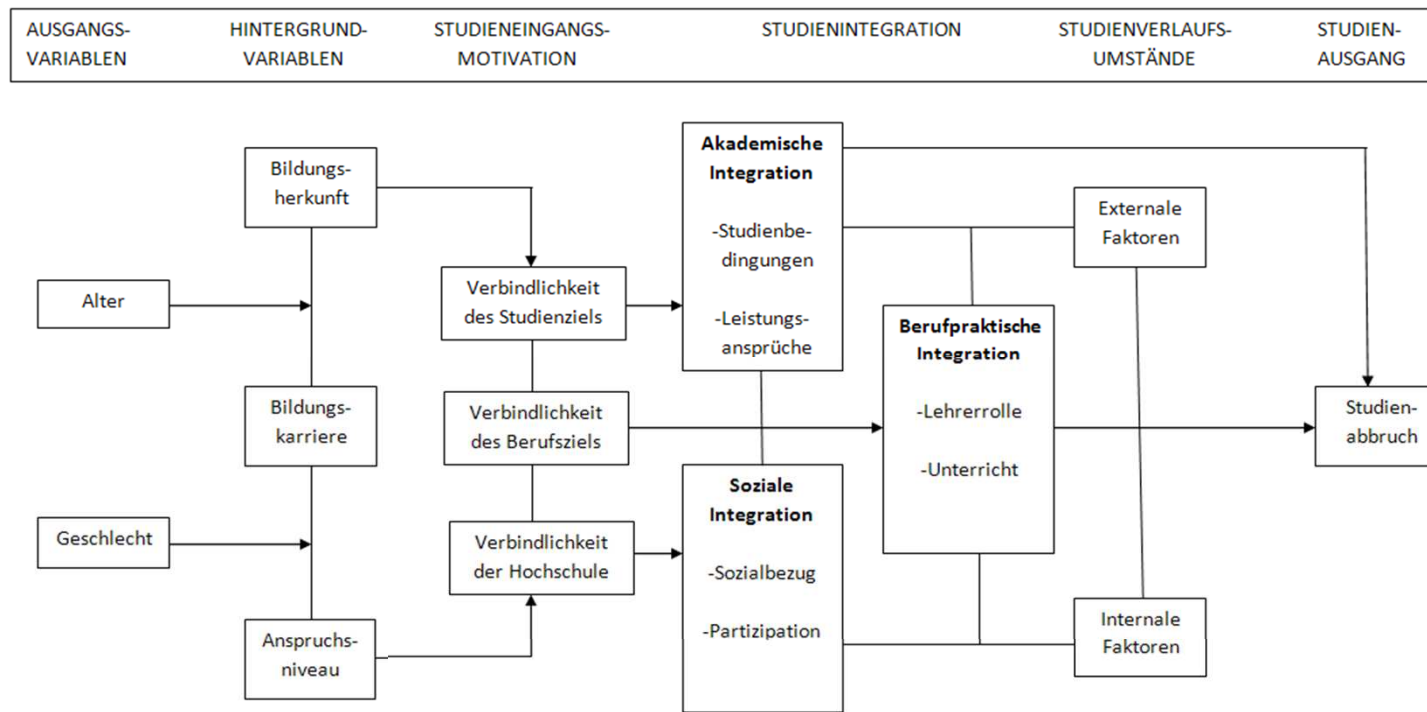 AUSGANGS-
VARIABLEN
HINTERGRUND-
VARIABLEN
STUDIENEINGANGS-
MOTIVATION
STUDIENINTEGRATION
STUDIENVERLAUFS-
UMSTÄNDE
STUDIEN-
AUSGANG
Alter
Geschlecht
Bildungs-
herkunft
Bildungs-
karriere
Anspruchs-
niveau
Verbindlichkeit
des Studienziels
Verbindlichkeit
des Berufsziels
Verbindlichkeit
der Hochschule
Akademische
Integration
-Studienbe-
dingungen
-Leistungs-
ansprüche
Soziale
Integration
-Sozialbezug
-Partizipation
Berufpraktische
Integration
-Lehrerrolle
-Unterricht
Externale
Faktoren
Internale
Faktoren
Studien-
abbruch